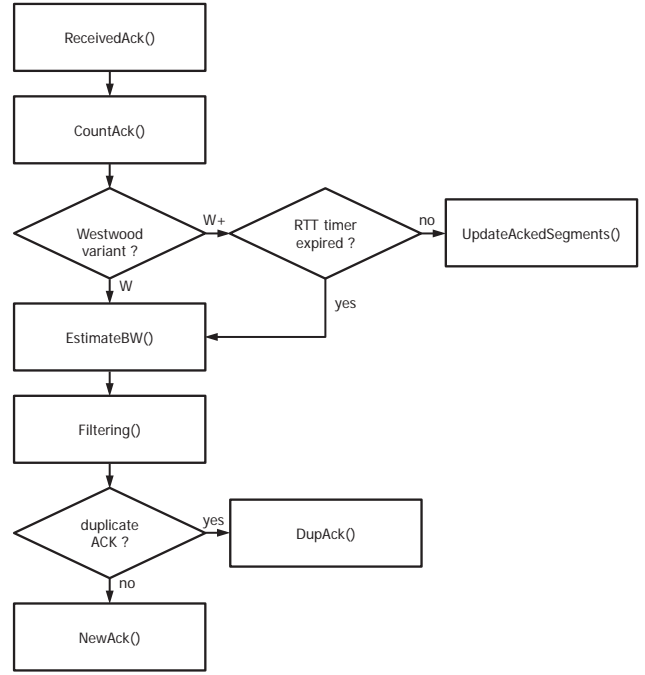 ReceivedAck()
CountAck()
Westwood
variant ?
W+
RTT timer
expired ?
no
UpdateAckedSegments()
W
yes
EstimateBW()
Filtering()
duplicate
ACK ?
yes
DupAck()
no
NewAck()